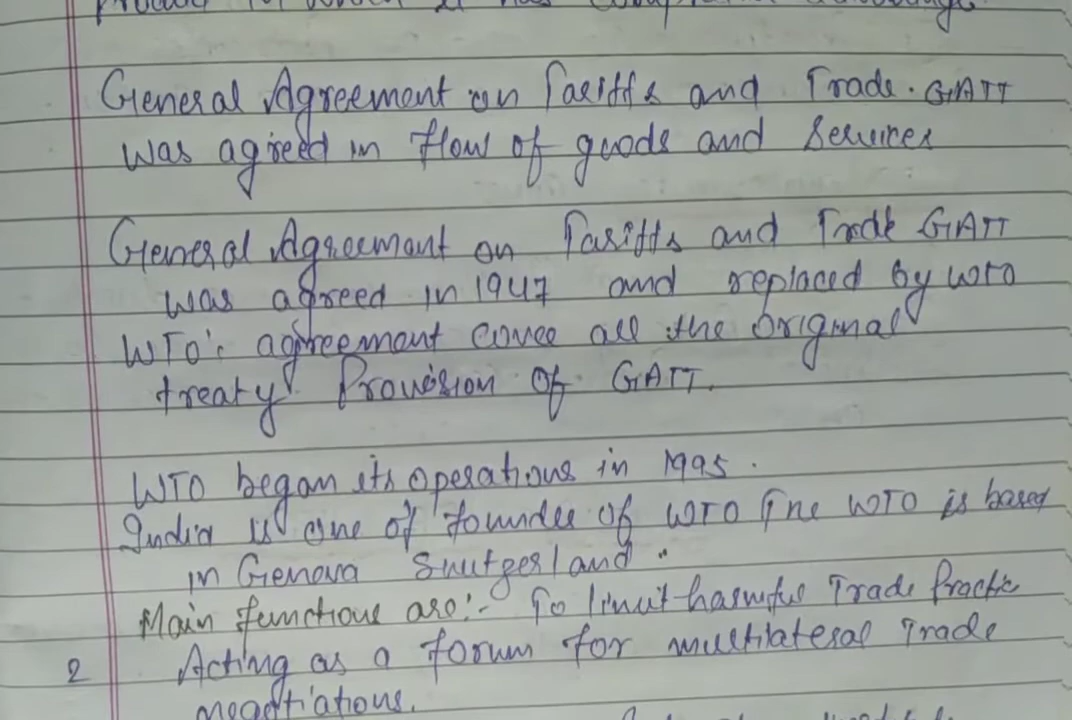 General Agreement on Tariffs and Trade. GATT
was agreed in flow of goods and Services
General Agreement on Tariffs and Trade GATT
was agreed in 1947 and replaced by WTO
WTO's agreement cover all the original
treaty Provision of GATT.
WTO began its operations in 1995.
India is one of founder of WTO The WTO is based
in Geneva Switzerland.
Main functions are:- To limit harmful Trade Practic
2 Acting as a forum for multilateral Trade
negotiations.